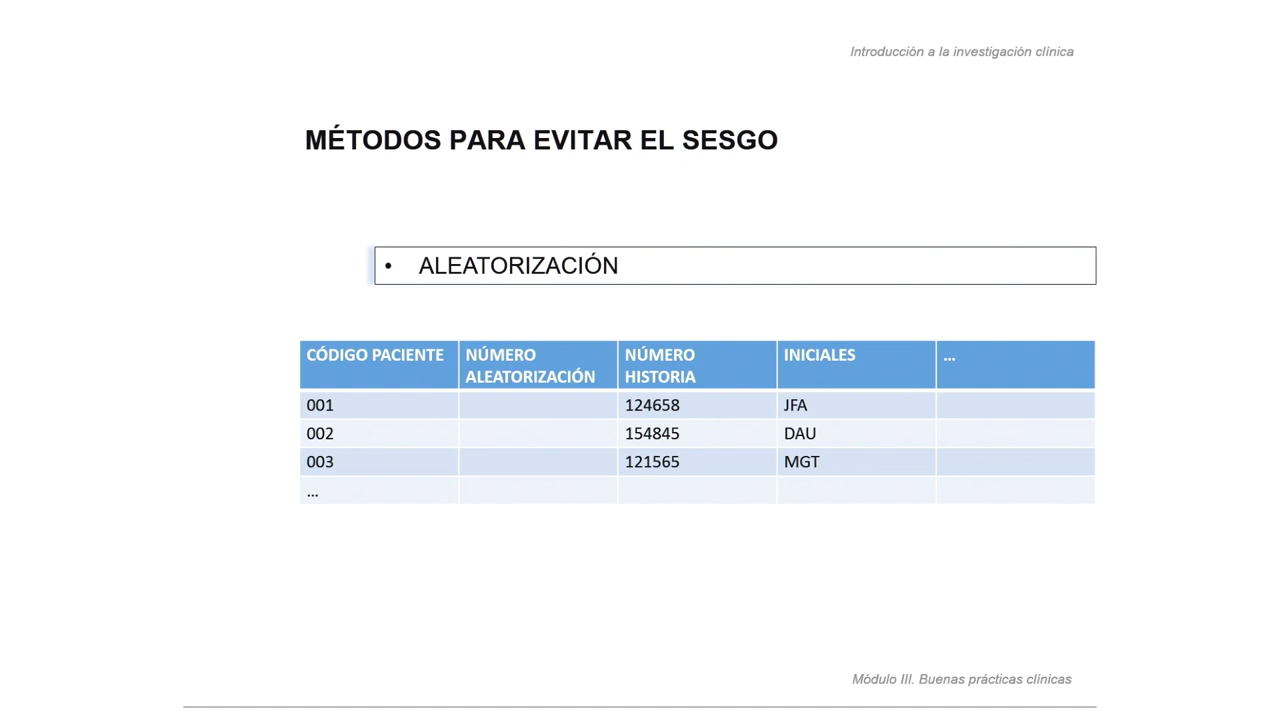 Introducción a la investigación clínica
MÉTODOS PARA EVITAR EL SESGO
• ALEATORIZACIÓN
CÓDIGO PACIENTE NÚMERO ALEATORIZACIÓN NÚMERO HISTORIA INICIALES ...
001 124658 JFA
002 154845 DAU
003 121565 MGT
...
Módulo III. Buenas prácticas clínicas